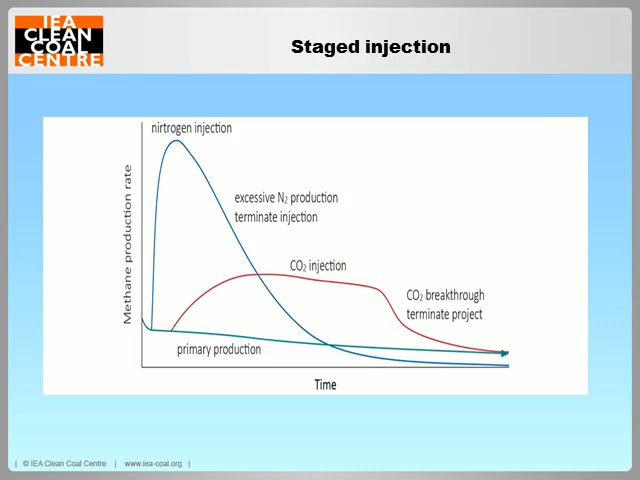 IEA
CLEAN
COAL
CENTRE
Staged injection
nirtrogen injection
excessive N₂ production
terminate injection
CO₂ injection
CO₂ breakthrough
terminate project
primary production
Methane production rate
Time
| © IEA Clean Coal Centre | www.iea-coal.org |